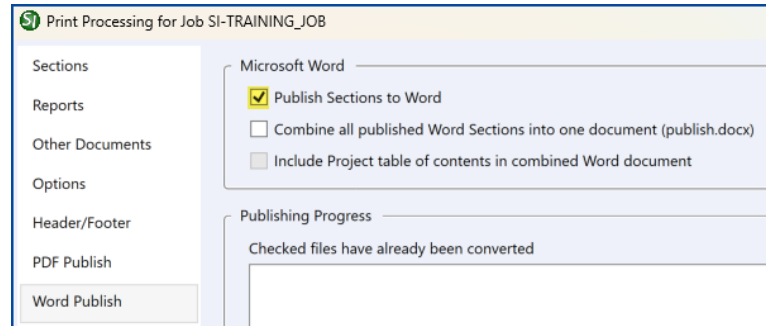 SI Print Processing for Job SI-TRAINING_JOB
Sections
Reports
Other Documents
Options
Header/Footer
PDF Publish
Word Publish
Microsoft Word
Publish Sections to Word
Combine all published Word Sections into one document (publish.docx)
Include Project table of contents in combined Word document
Publishing Progress
Checked files have already been converted